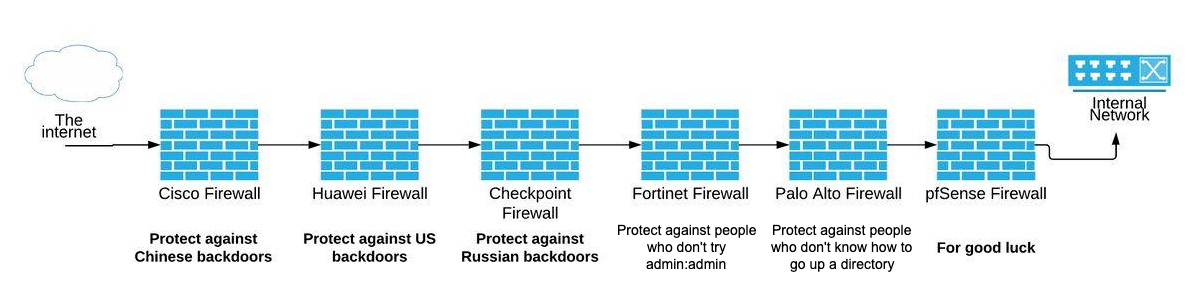 The
internet
Cisco Firewall
Protect against
Chinese backdoors
Huawei Firewall
Protect against US
backdoors
Checkpoint
Firewall
Protect against
Russian backdoors
Fortinet Firewall
Protect against people
who don't try
admin:admin
Palo Alto Firewall
Protect against people
who don't know how to
go up a directory
pfSense Firewall
For good luck
Internal
Network